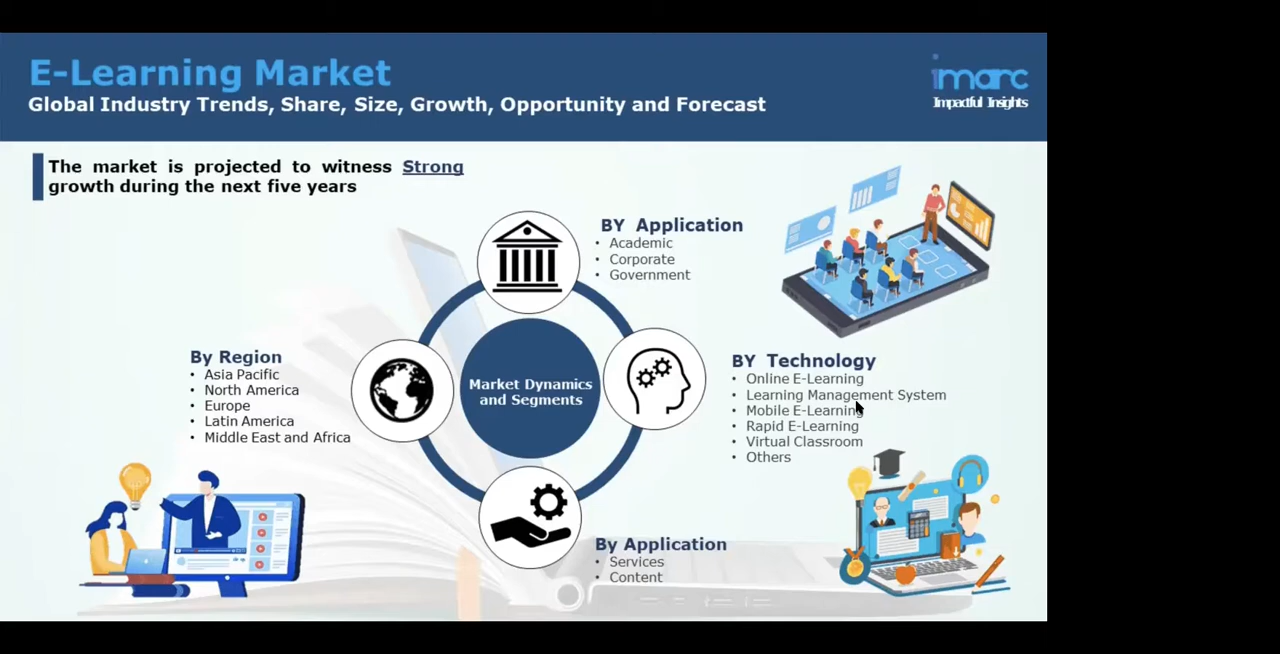 E-Learning Market
Global Industry Trends, Share, Size, Growth, Opportunity and Forecast
imarc
Impactful Insights
The market is projected to witness Strong
growth during the next five years
BY Application
• Academic
• Corporate
• Government
By Region
• Asia Pacific
• North America
• Europe
• Latin America
• Middle East and Africa
Market Dynamics
and Segments
BY Technology
• Online E-Learning
• Learning Management System
• Mobile E-Learning
• Rapid E-Learning
• Virtual Classroom
• Others
By Application
• Services
• Content